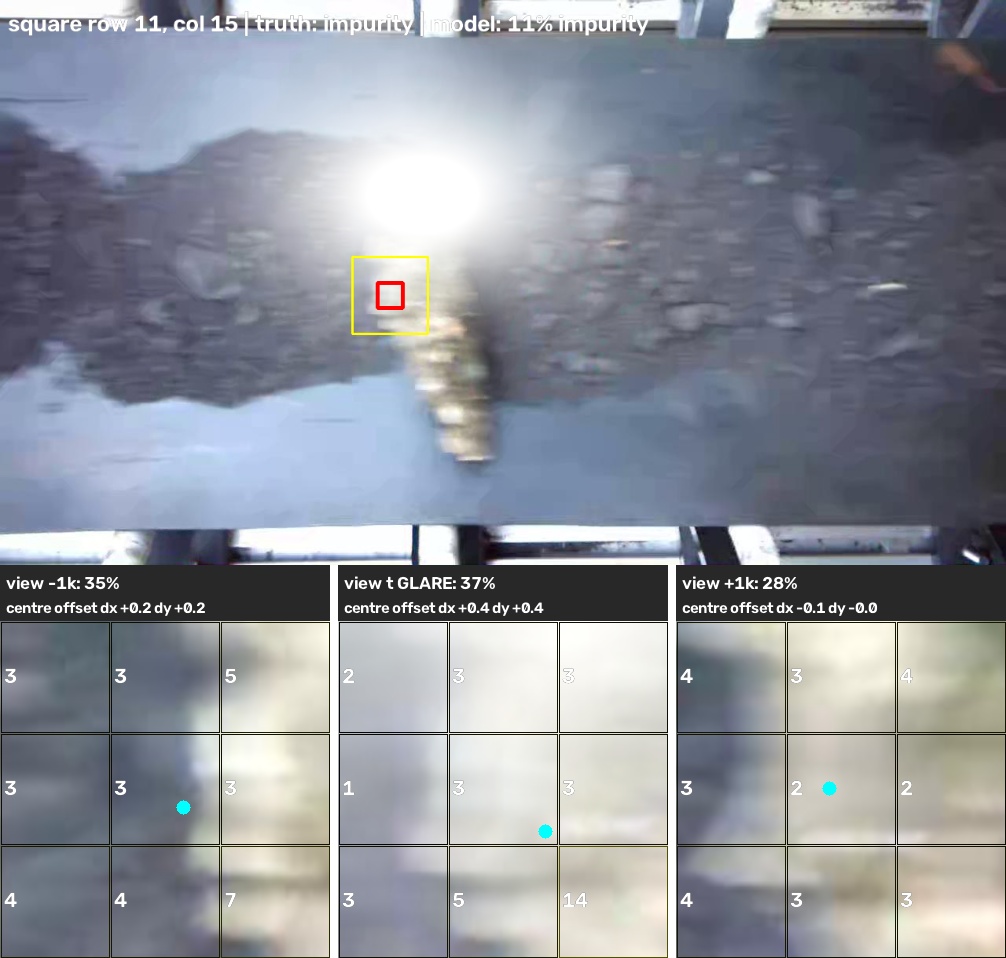 square row 11, col 15 | truth: impurity | model: 11% impurity
view -1k: 35%
centre offset dx +0.2 dy +0.2
3 3 5
3 3 3
4 4 7
view t GLARE: 37%
centre offset dx +0.4 dy +0.4
2 3 3
1 3 3
3 5 14
view +1k: 28%
centre offset dx -0.1 dy -0.0
4 3 4
3 2 2
4 3 3